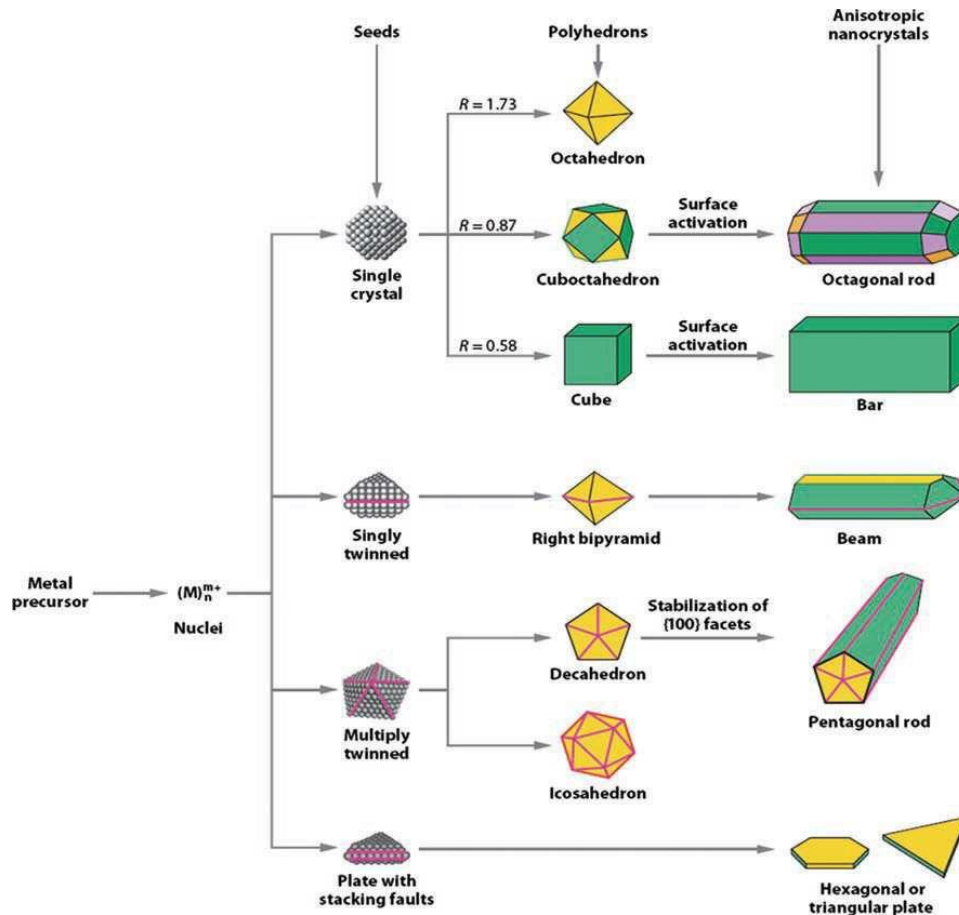 Seeds
Polyhedrons
Anisotropic
nanocrystals
R = 1.73
Octahedron
R = 0.87
Surface
activation
Single
crystal
Cuboctahedron
Octagonal rod
R = 0.58
Surface
activation
Cube
Bar
Singly
twinned
Right bipyramid
Beam
Metal
precursor
(M)ₙᵐ⁺
Nuclei
Stabilization of
{100} facets
Decahedron
Pentagonal rod
Multiply
twinned
Icosahedron
Plate with
stacking faults
Hexagonal or
triangular plate